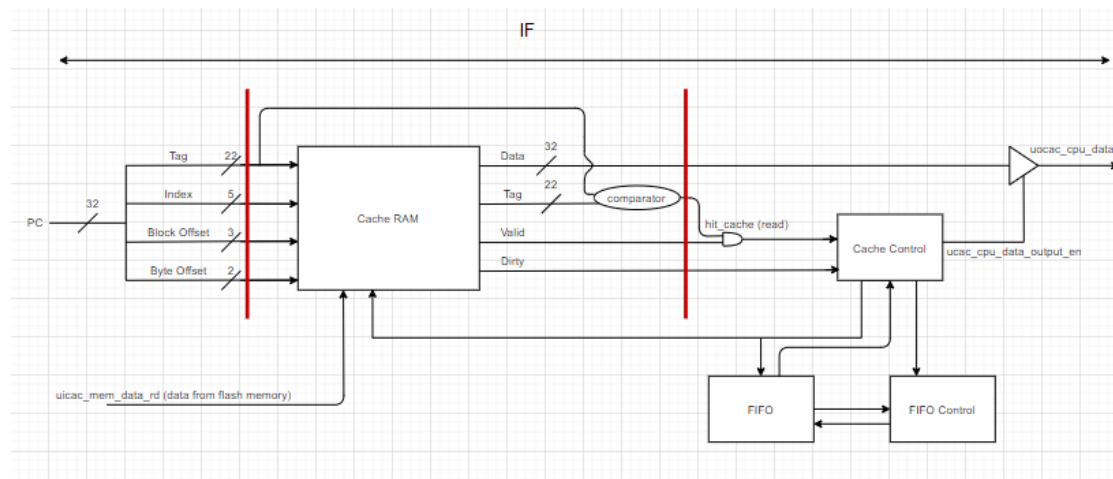 IF
Tag
22
Index
5
Block Offset
3
Byte Offset
2
PC
32
Cache RAM
Data
32
Tag
22
Valid
Dirty
comparator
hit_cache (read)
Cache Control
uocac_cpu_data
ucac_cpu_data_output_en
uicac_mem_data_rd (data from flash memory)
FIFO
FIFO Control